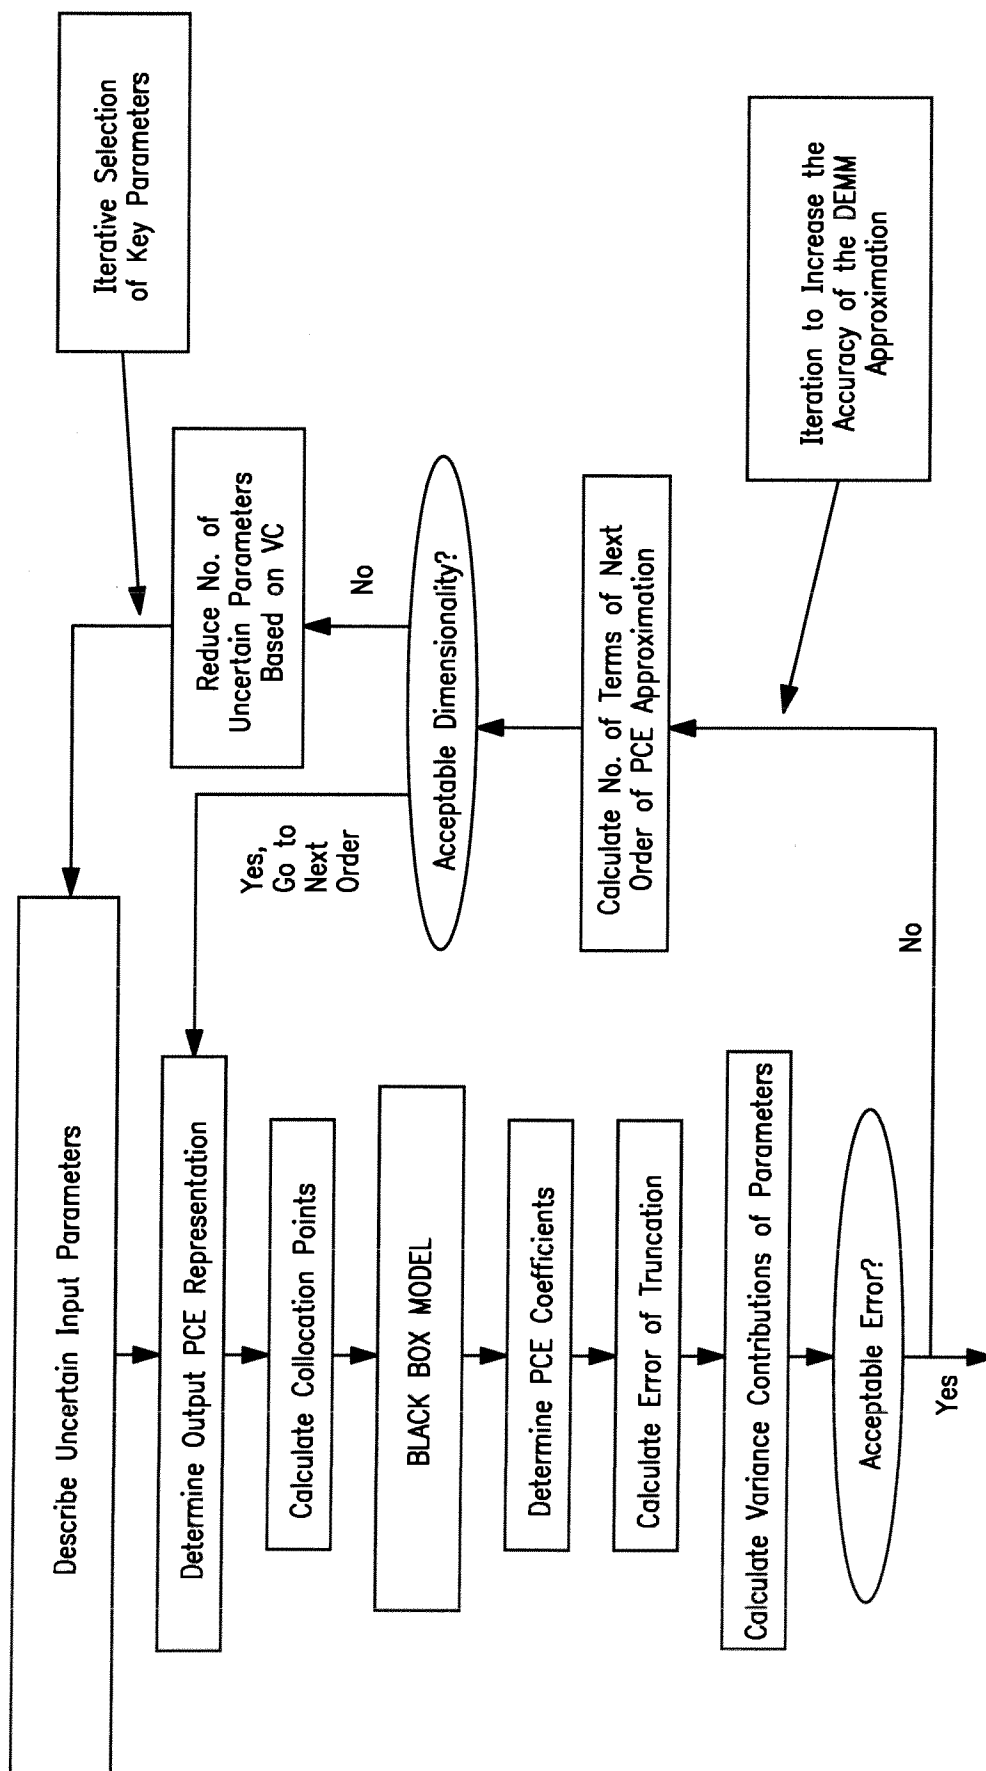 Describe Uncertain Input Parameters
Determine Output PCE Representation
Calculate Collocation Points
BLACK BOX MODEL
Determine PCE Coefficients
Calculate Error of Truncation
Calculate Variance Contributions of Parameters
Acceptable Error?
Yes
No
Calculate No. of Terms of Next
Order of PCE Approximation
Acceptable Dimensionality?
Yes,
Go to
Next
Order
No
Reduce No. of
Uncertain Parameters
Based on VC
Iterative Selection
of Key Parameters
Iteration to Increase the
Accuracy of the DEMM
Approximation